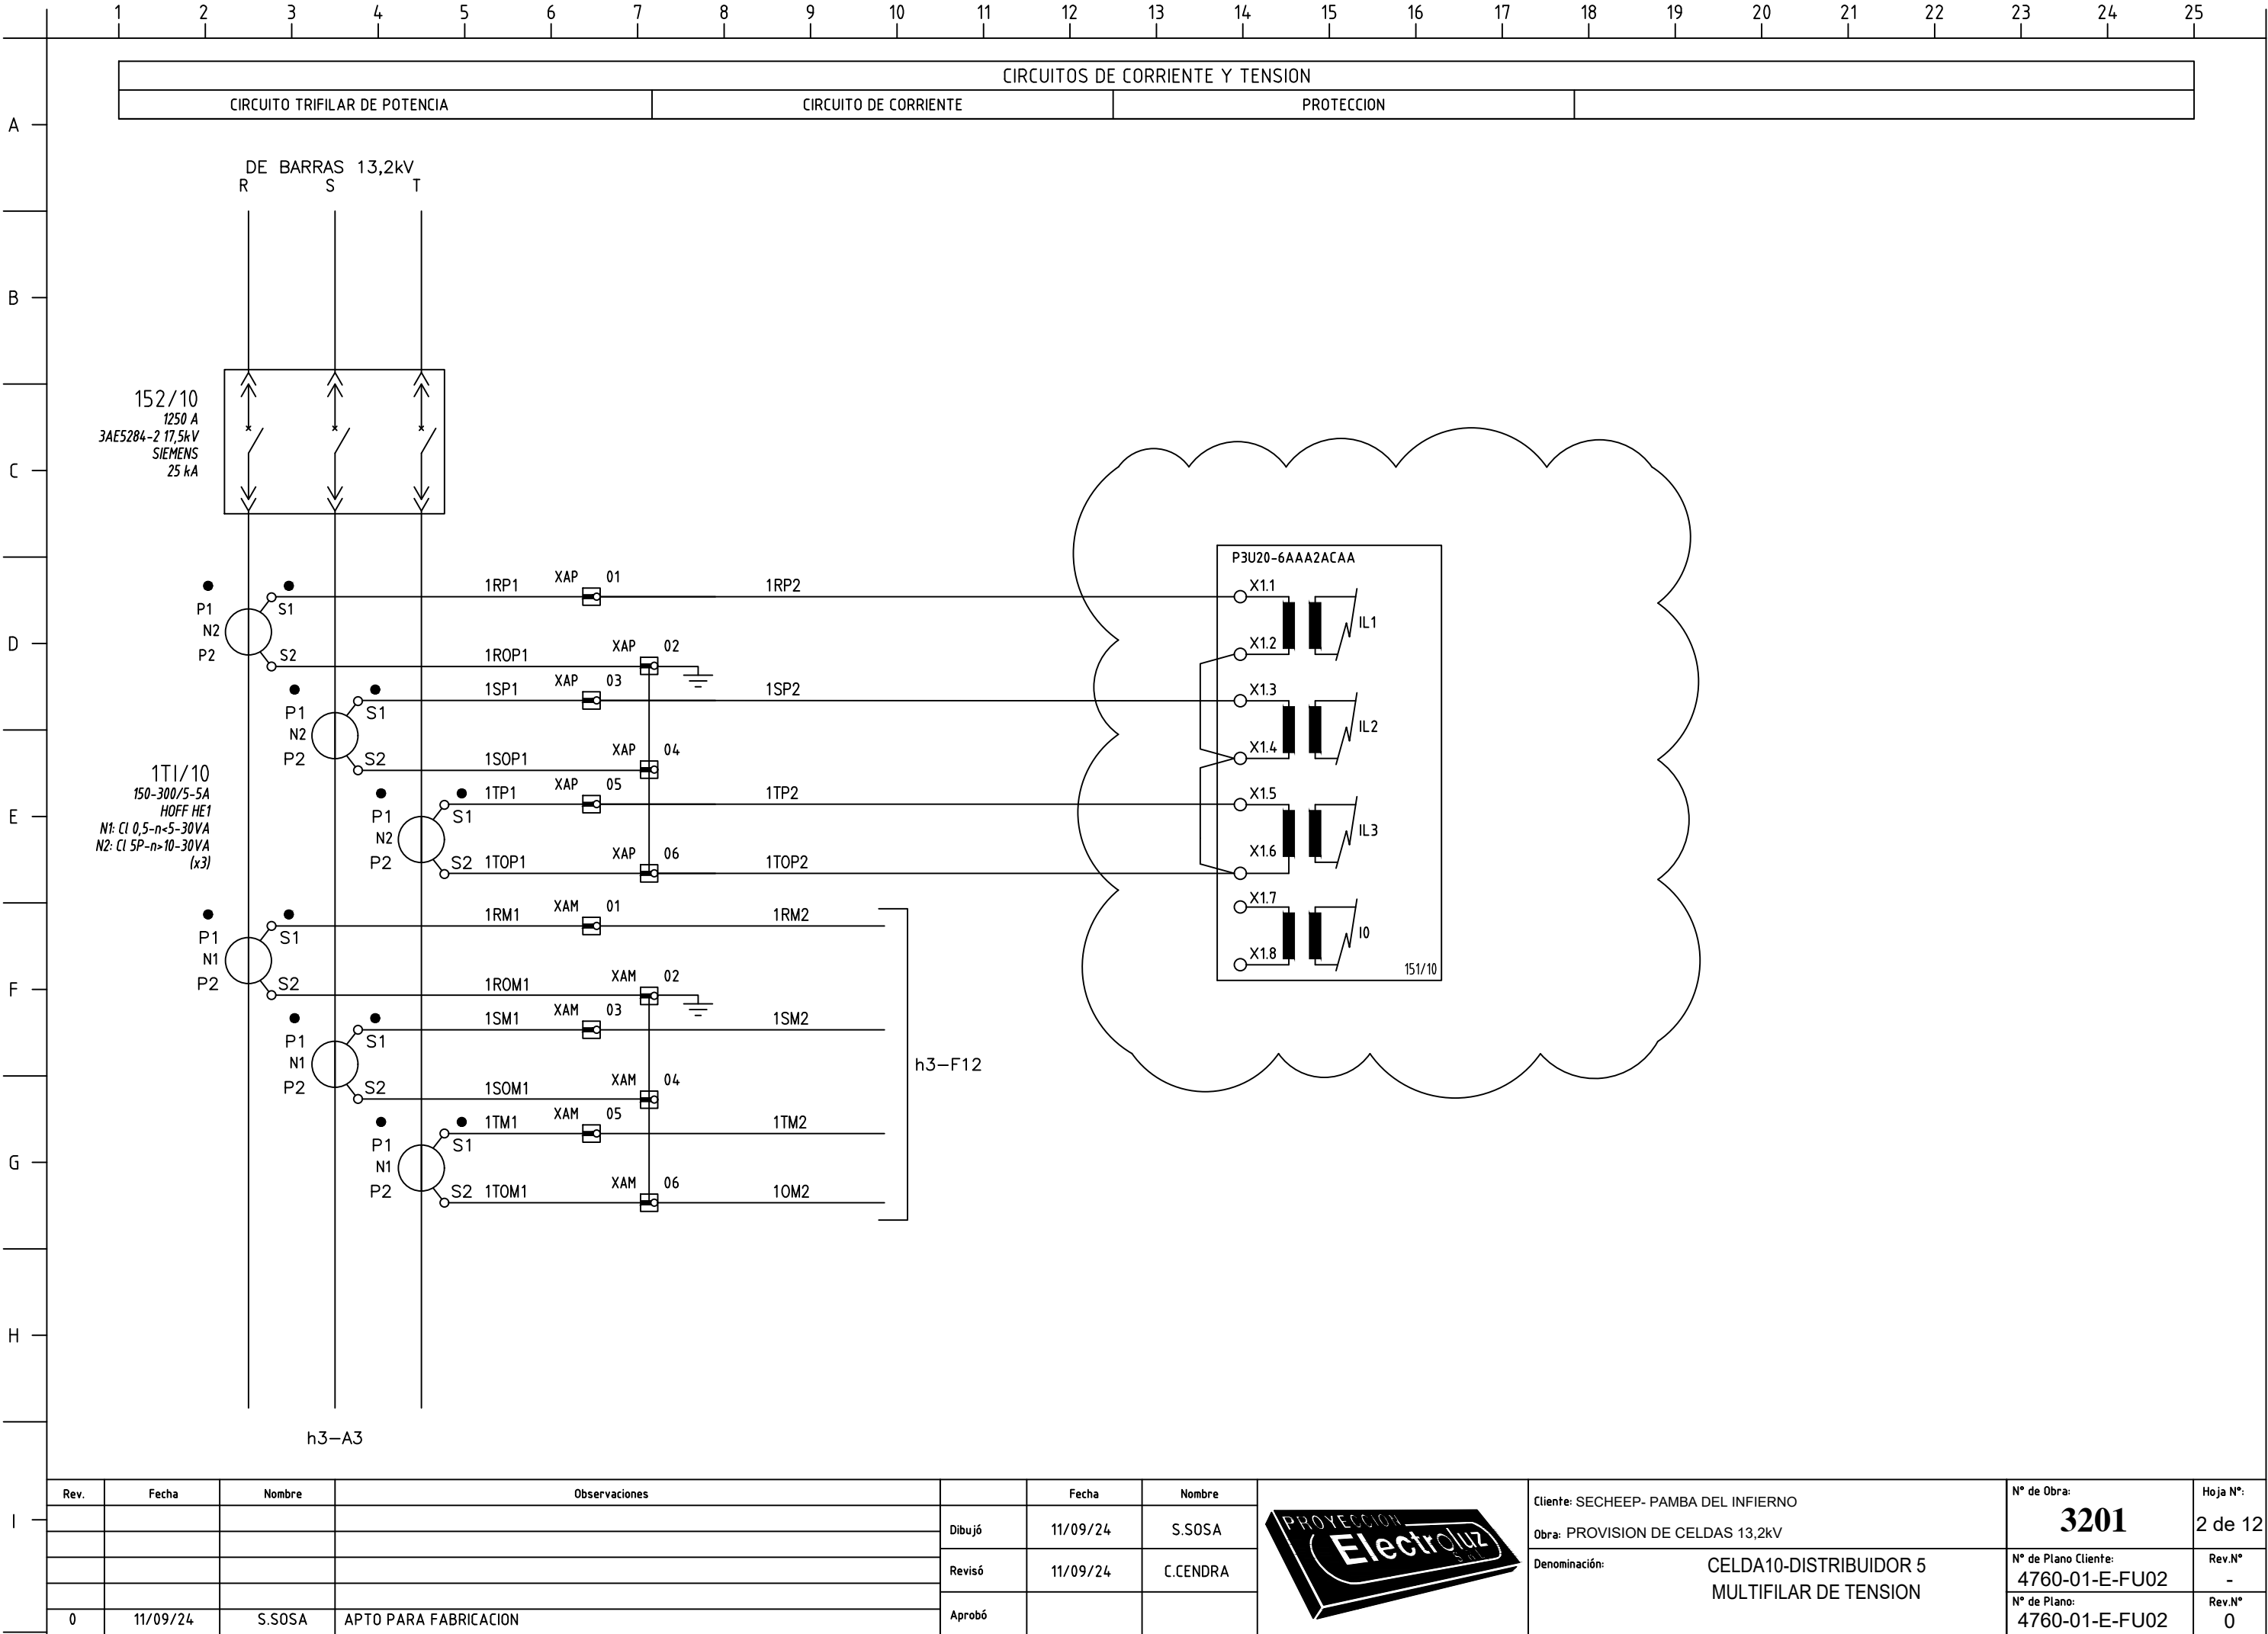 1 2 3 4 5 6 7 8 9 10 11 12 13 14 15 16 17 18 19 20 21 22 23 24 25
CIRCUITOS DE CORRIENTE Y TENSION
CIRCUITO TRIFILAR DE POTENCIA CIRCUITO DE CORRIENTE PROTECCION
A
DE BARRAS 13,2kV
R S T
B
152/10
1250 A
3AE5284-2 17,5kV
SIEMENS
25 kA
C
P3U20-6AAA2ACAA
1RP1 XAP 01 1RP2 X1.1
P1 S1
N2 IL1
D
P2 S2 1ROP1 XAP 02 X1.2
1SP1 XAP 03 1SP2 X1.3
P1 S1
N2 IL2
P2 S2 1SOP1 XAP 04 X1.4
1TI/10
150-300/5-5A
HOFF HE1
N1: Cl 0,5-n<5-30VA
N2: Cl 5P-n>10-30VA
(x3)
E
1TP1 XAP 05 1TP2 X1.5
P1 S1
N2 IL3
P2 S2 1TOP1 XAP 06 1TOP2 X1.6
1RM1 XAM 01 1RM2 X1.7
P1 S1
N1 I0
X1.8
151/10
F
P2 S2 1ROM1 XAM 02
1SM1 XAM 03 1SM2
P1 S1
N1
h3-F12
P2 S2 1SOM1 XAM 04
1TM1 XAM 05 1TM2
P1 S1
N1
G
P2 S2 1TOM1 XAM 06 1OM2
H
h3-A3
I
Rev. Fecha Nombre Observaciones
0 11/09/24 S.SOSA APTO PARA FABRICACION
Fecha Nombre
Dibujó 11/09/24 S.SOSA
Revisó 11/09/24 C.CENDRA
Aprobó
PROYECCION
Electroluz
S.R.L
Cliente: SECHEEP- PAMBA DEL INFIERNO
Obra: PROVISION DE CELDAS 13,2kV
Denominación: CELDA10-DISTRIBUIDOR 5
MULTIFILAR DE TENSION
N° de Obra:
3201
Hoja N°:
2 de 12
N° de Plano Cliente:
4760-01-E-FU02
Rev.N°
-
N° de Plano:
4760-01-E-FU02
Rev.N°
0